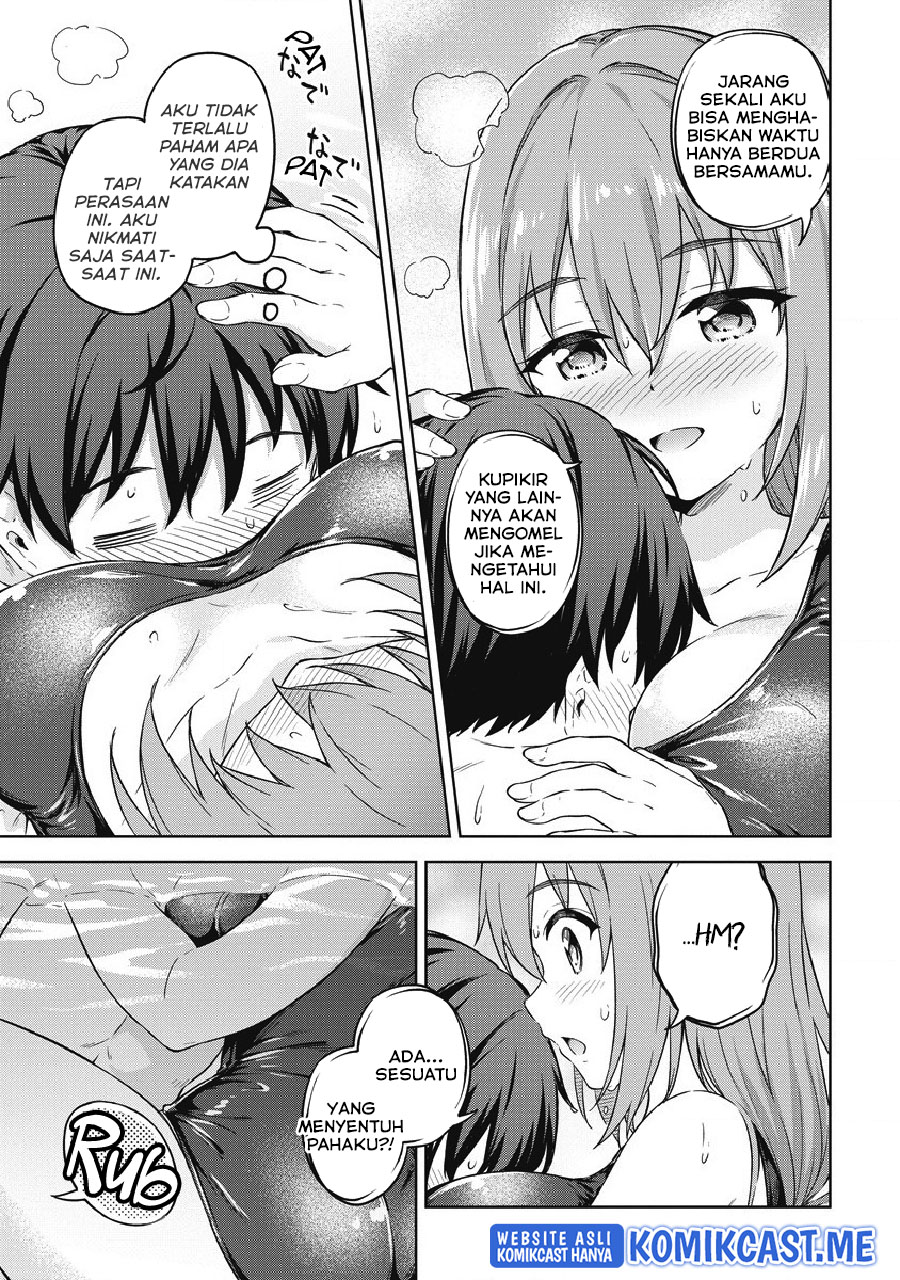 JARANG
SEKALI AKU
BISA MENGHA-
BISKAN WAKTU
HANYA BERDUA
BERSAMAMU.
KUPIKIR
YANG LAIN-
NYA AKAN
MENGOMEL
JIKA ME-
NGETAHUI
HAL INI.
PAT
なで
なで
PAT
AKU TIDAK
TERLALU
PAHAM APA
YANG DIA
KATAKAN
TAPI
PERASAAN
INI. AKU
NIKMATI
SAJA SAAT-
SAAT INI.
...HM?
ADA...
SESUATU
YANG
MENYENTUH
PAHAKU?!
Rub
WEBSITE ASLI
KOMIKCAST HANYA
KOMIKCAST.ME